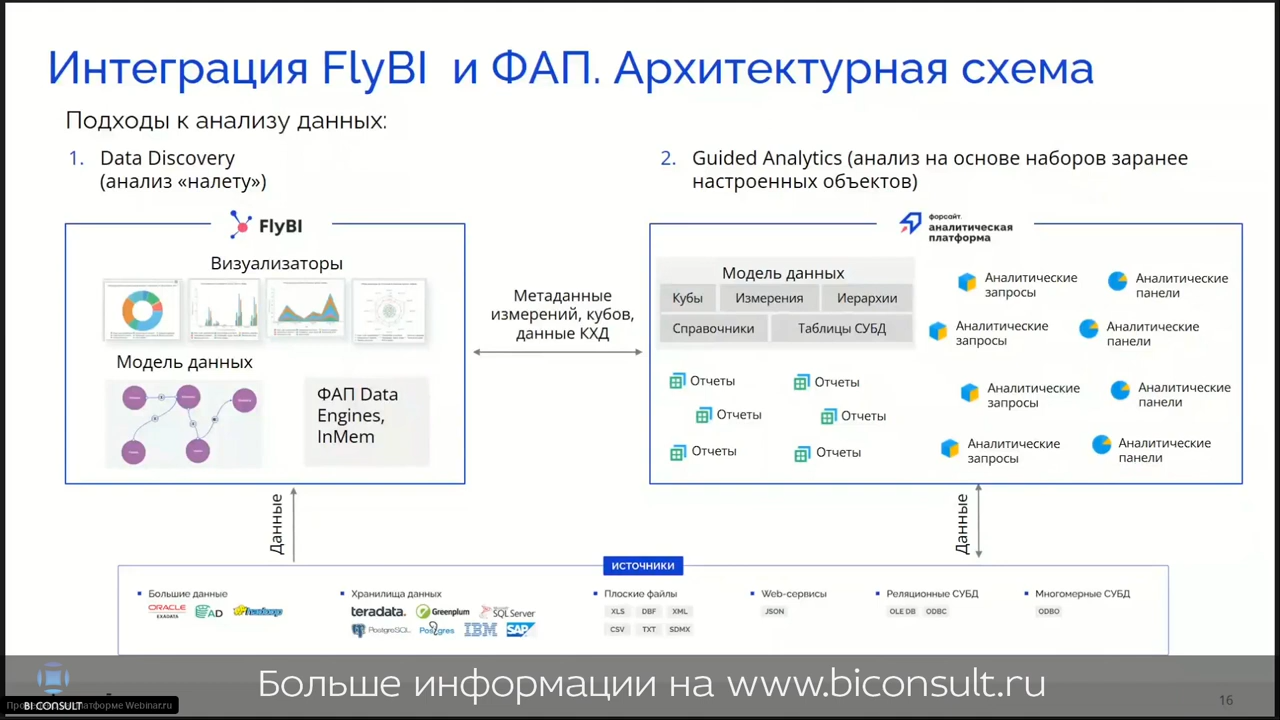 Интеграция FlyBI и ФАП. Архитектурная схема
Подходы к анализу данных:
1. Data Discovery
(анализ «налету»)
2. Guided Analytics (анализ на основе наборов заранее
настроенных объектов)
FlyBI
Визуализаторы
Модель данных
ФАП Data
Engines,
InMem
Метаданные
измерений, кубов,
данные КХД
форсайт.
аналитическая
платформа
Модель данных
Кубы
Измерения
Иерархии
Справочники
Таблицы СУБД
Отчеты
Отчеты
Отчеты
Отчеты
Отчеты
Отчеты
Аналитические
запросы
Аналитические
панели
Аналитические
запросы
Аналитические
панели
Аналитические
запросы
Аналитические
панели
Аналитические
запросы
Аналитические
панели
Данные
Данные
ИСТОЧНИКИ
Большие данные
ORACLE
EXADATA
AD
hadoop
Хранилища данных
teradata.
Greenplum
SQL Server
PostgreSQL
Postgres
IBM
SAP
Плоские файлы
XLS DBF XML
CSV TXT SDMX
Web-сервисы
JSON
Реляционные СУБД
OLE DB ODBC
Многомерные СУБД
ODBO
Больше информации на www.biconsult.ru
BI CONSULT
Webinar.ru
16